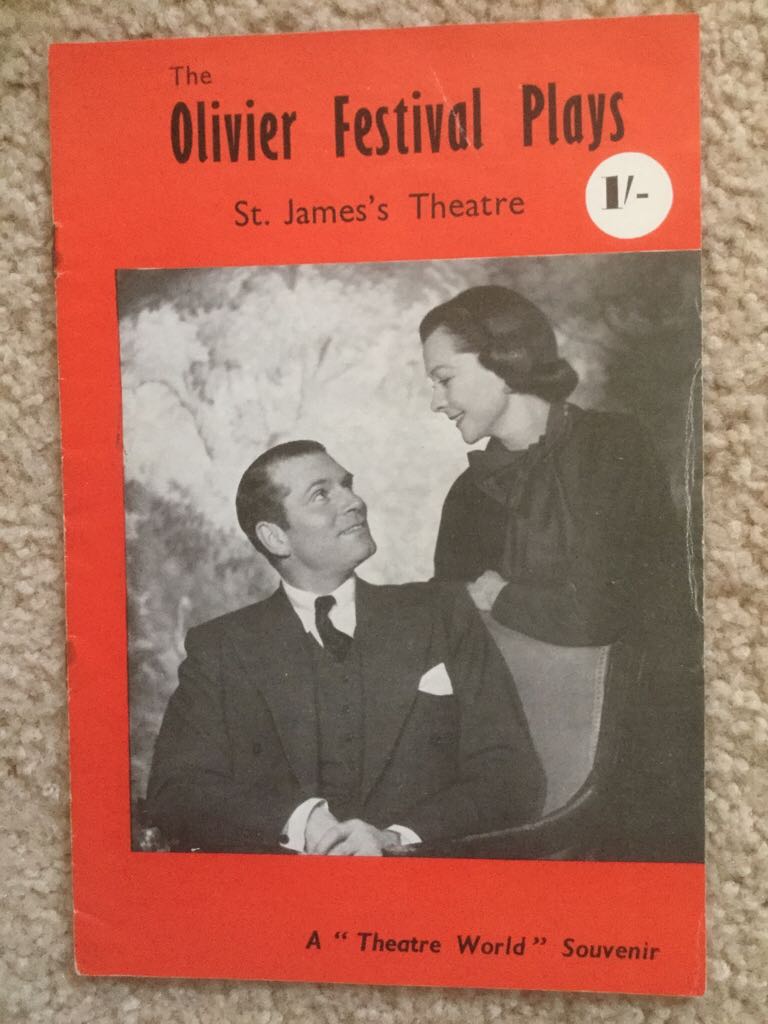 The
Olivier Festival Plays
St. James's Theatre
1/-
A "Theatre World" Souvenir